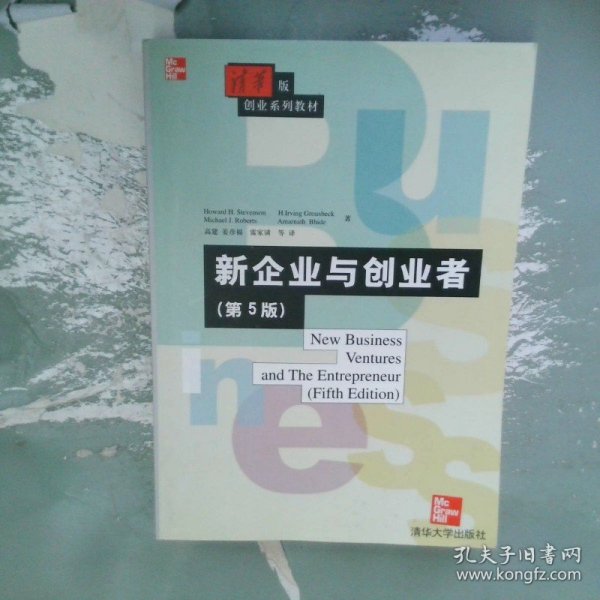 Mc
Graw
Hill
清华版
创业系列教材
Howard H. Stevenson H.Irving Grousbeck
Michael J. Roberts Amarnath Bhide 著
高建 姜彦福 雷家骕 等 译
新企业与创业者
(第5版)
New Business
Ventures
and The Entrepreneur
(Fifth Edition)
Business
Mc
Graw
Hill
清华大学出版社
孔夫子旧书网
www.kongfz.com